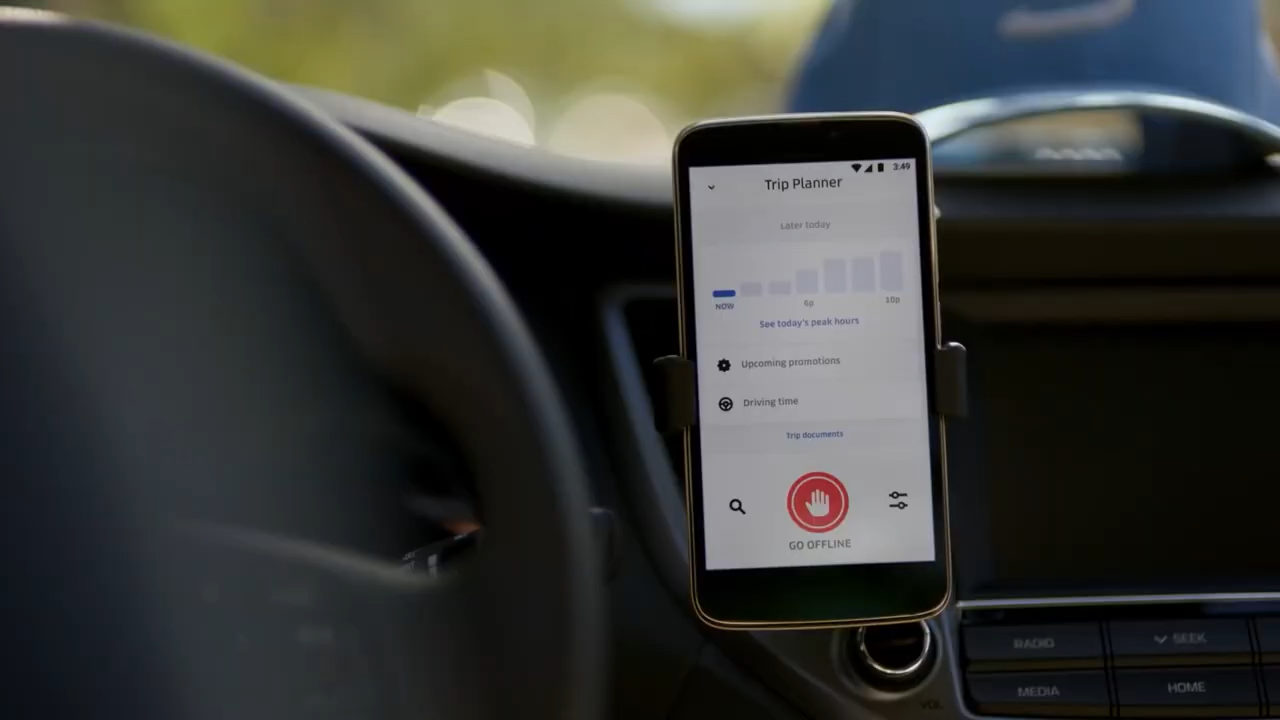 3:49
Trip Planner
Later today
NOW 6p 10p
See today's peak hours
Upcoming promotions
Driving time
Trip documents
GO OFFLINE
RADIO SEEK
MEDIA HOME
VOL